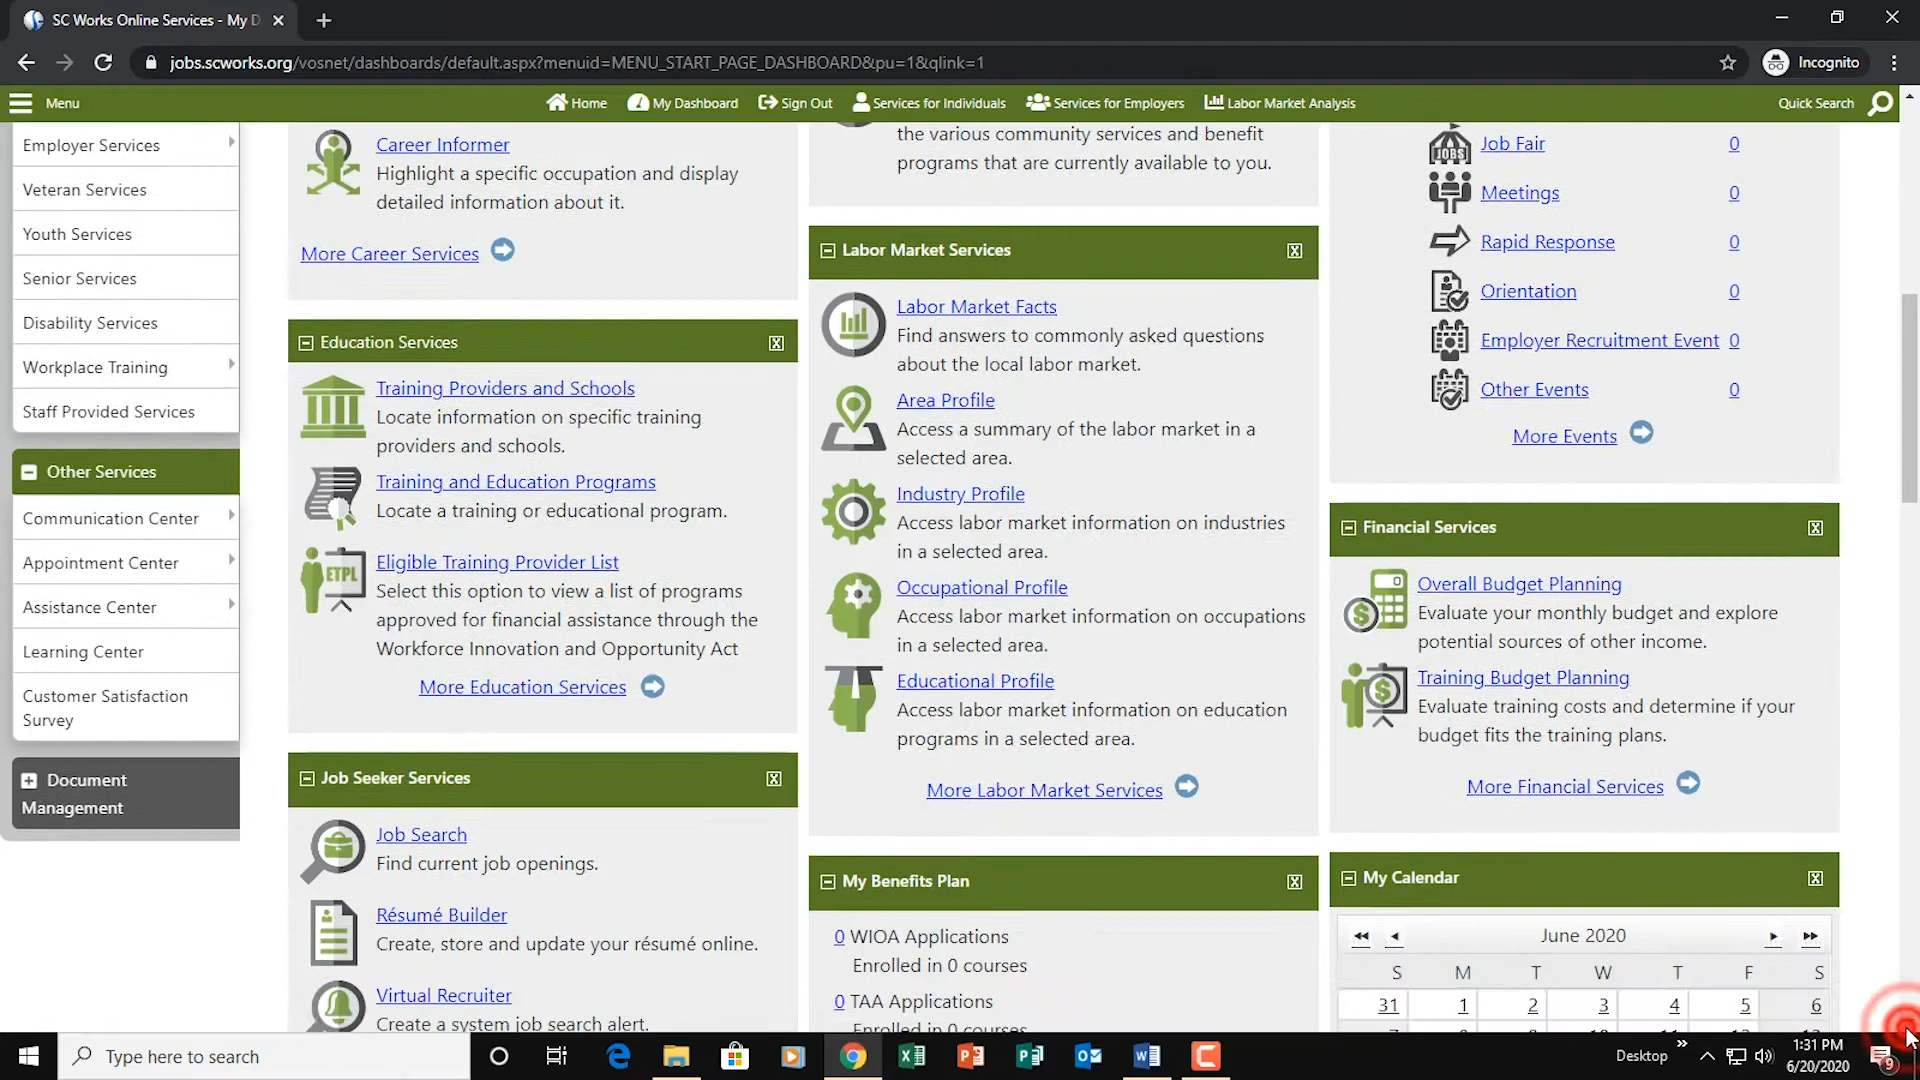 SC Works Online Services - My D
jobs.scworks.org/vosnet/dashboards/default.aspx?menuid=MENU_START_PAGE_DASHBOARD&pu=1&qlink=1
Incognito
Menu
Home
My Dashboard
Sign Out
Services for Individuals
Services for Employers
Labor Market Analysis
Quick Search
Employer Services
Veteran Services
Youth Services
Senior Services
Disability Services
Workplace Training
Staff Provided Services
Other Services
Communication Center
Appointment Center
Assistance Center
Learning Center
Customer Satisfaction
Survey
Document
Management
Career Informer
Highlight a specific occupation and display
detailed information about it.
More Career Services
Education Services
Training Providers and Schools
Locate information on specific training
providers and schools.
Training and Education Programs
Locate a training or educational program.
ETPL
Eligible Training Provider List
Select this option to view a list of programs
approved for financial assistance through the
Workforce Innovation and Opportunity Act
More Education Services
Job Seeker Services
Job Search
Find current job openings.
Résumé Builder
Create, store and update your résumé online.
Virtual Recruiter
Create a system job search alert.
the various community services and benefit
programs that are currently available to you.
Labor Market Services
Labor Market Facts
Find answers to commonly asked questions
about the local labor market.
Area Profile
Access a summary of the labor market in a
selected area.
Industry Profile
Access labor market information on industries
in a selected area.
Occupational Profile
Access labor market information on occupations
in a selected area.
Educational Profile
Access labor market information on education
programs in a selected area.
More Labor Market Services
My Benefits Plan
0 WIOA Applications
Enrolled in 0 courses
0 TAA Applications
Enrolled in 0 courses
JOBS
Job Fair 0
Meetings 0
Rapid Response 0
Orientation 0
Employer Recruitment Event 0
Other Events 0
More Events
Financial Services
Overall Budget Planning
Evaluate your monthly budget and explore
potential sources of other income.
Training Budget Planning
Evaluate training costs and determine if your
budget fits the training plans.
More Financial Services
My Calendar
June 2020
S M T W T F S
31 1 2 3 4 5 6
Type here to search
Desktop
1:31 PM
6/20/2020
9